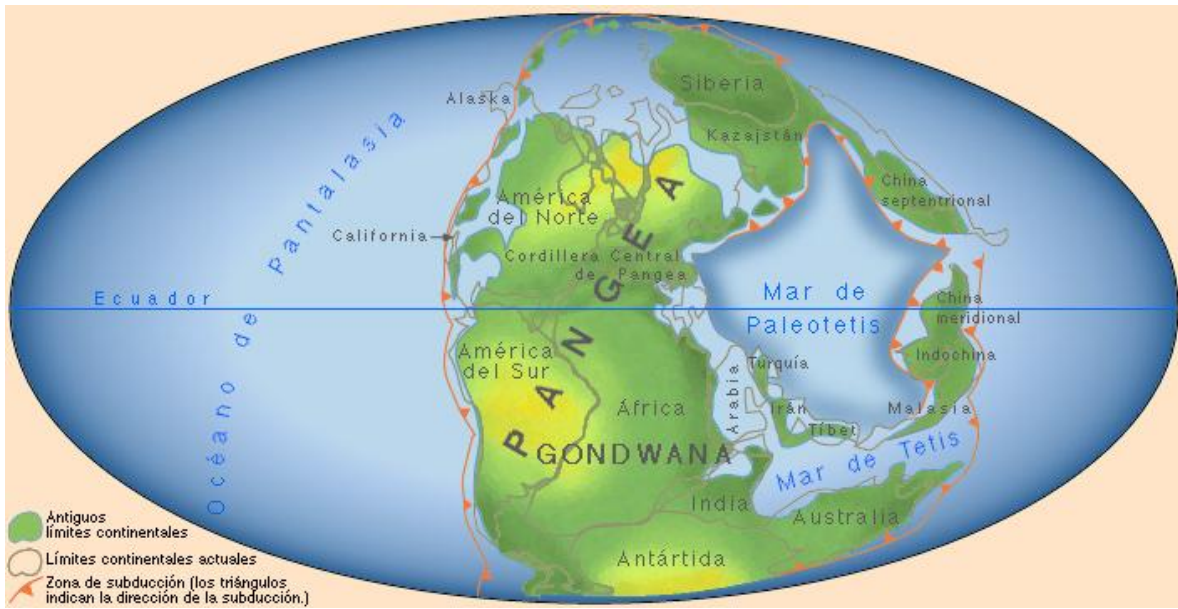 Siberia
Alaska
Kazajstán
Océano de Pantalasia
América
del Norte
China
septentrional
California
Cordillera Central
de Pangea
PANGEA
Ecuador
Mar de
Paleotetis
China
meridional
América
del Sur
Turquía
Indochina
África
Arabia
Irán
Malasia
Tíbet
GONDWANA
Mar de Tetis
India
Australia
Antártida
Antiguos
límites continentales
Límites continentales actuales
Zona de subducción (los triángulos
indican la dirección de la subducción.)